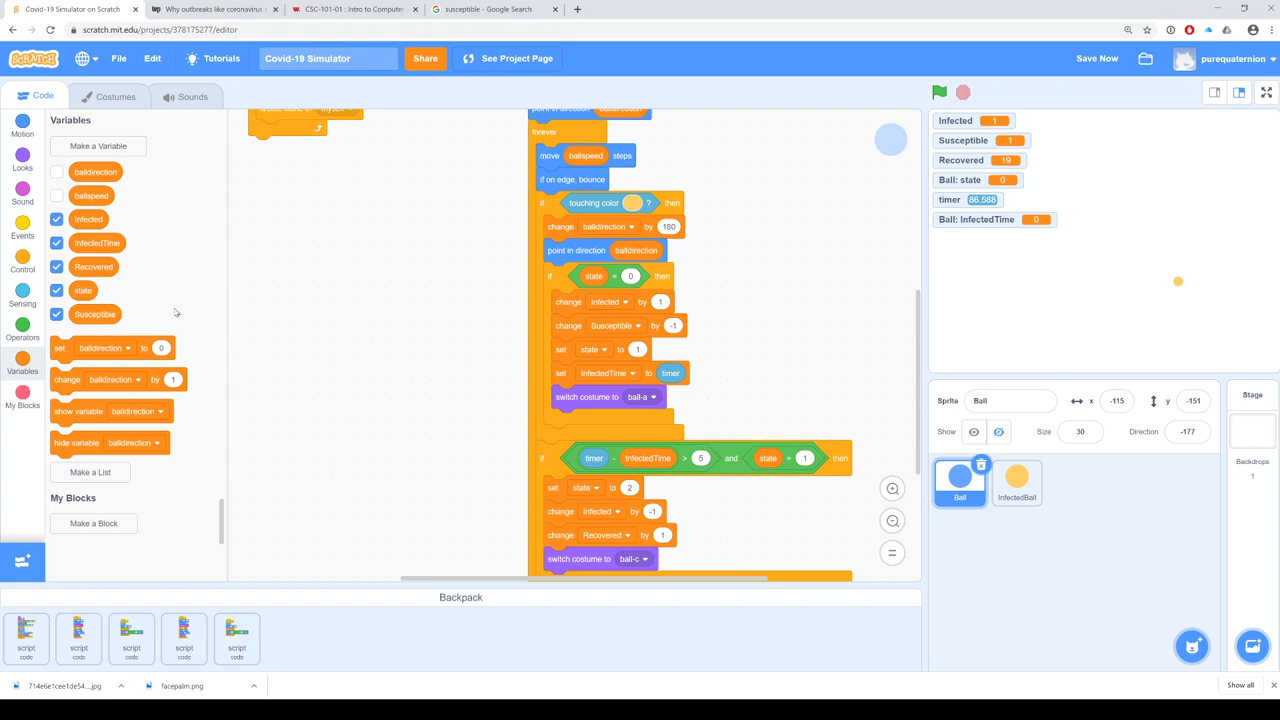 Covid-19 Simulator on Scratch
Why outbreaks like coronavirus
CSC-101-01 : Intro to Computer
susceptible - Google Search
scratch.mit.edu/projects/378175277/editor
SCRATCH
File
Edit
Tutorials
Covid-19 Simulator
Share
See Project Page
Save Now
purequaternion
Code
Costumes
Sounds
Motion
Looks
Sound
Events
Control
Sensing
Operators
Variables
My Blocks
Variables
Make a Variable
balldirection
ballspeed
Infected
InfectedTime
Recovered
state
Susceptible
set balldirection to 0
change balldirection by 1
show variable balldirection
hide variable balldirection
Make a List
My Blocks
Make a Block
forever
move ballspeed steps
if on edge, bounce
if touching color ? then
change balldirection by 180
point in direction balldirection
if state = 0 then
change Infected by 1
change Susceptible by -1
set state to 1
set InfectedTime to timer
switch costume to ball-a
if timer - InfectedTime > 5 and state = 1 then
set state to 2
change Infected by -1
change Recovered by 1
switch costume to ball-c
Infected 1
Susceptible 1
Recovered 19
Ball: state 0
timer 86.588
Ball: InfectedTime 0
Sprite Ball x -115 y -151
Show Size 30 Direction -177
Ball
InfectedBall
Stage
Backdrops
1
Backpack
script
code
script
code
script
code
script
code
script
code
714e6e1cee1de54....jpg
facepalm.png
Show all